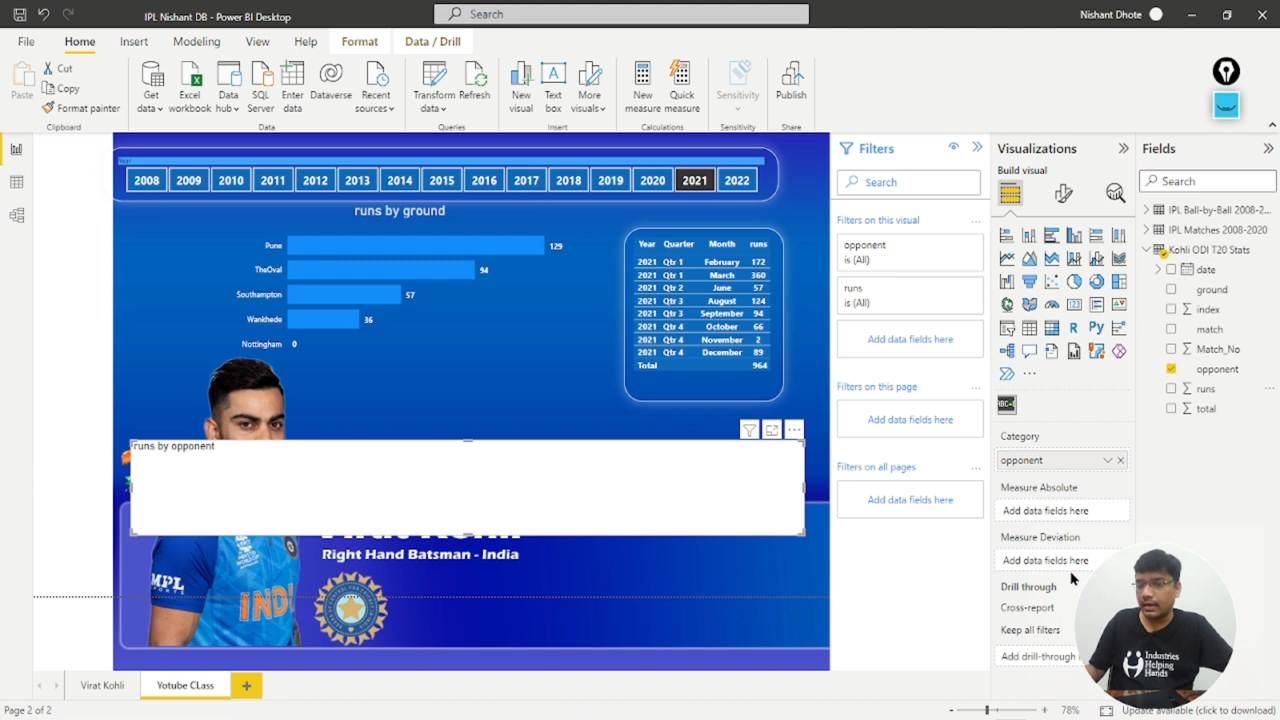 IPL Nishant DB - Power BI Desktop
Search
Nishant Dhote
File Home Insert Modeling View Help Format Data / Drill
Paste
Cut
Copy
Format painter
Clipboard
Get data
Excel workbook
Data hub
SQL Server
Enter data
Dataverse
Recent sources
Data
Transform data
Refresh
Queries
New visual
Text box
More visuals
Insert
New measure
Quick measure
Calculations
Sensitivity
Sensitivity
Publish
Share
Year
2008 2009 2010 2011 2012 2013 2014 2015 2016 2017 2018 2019 2020 2021 2022
runs by ground
Pune 129
TheOval 94
Southampton 57
Wankhede 36
Nottingham 0
Year Quarter Month runs
2021 Qtr 1 February 172
2021 Qtr 1 March 360
2021 Qtr 2 June 57
2021 Qtr 3 August 124
2021 Qtr 3 September 94
2021 Qtr 4 October 66
2021 Qtr 4 November 2
2021 Qtr 4 December 89
Total 964
runs by opponent
Right Hand Batsman - India
MPL
IND
Filters
Search
Filters on this visual
opponent
is (All)
runs
is (All)
Add data fields here
Filters on this page
Add data fields here
Filters on all pages
Add data fields here
Visualizations
Build visual
Category
opponent
Measure Absolute
Add data fields here
Measure Deviation
Add data fields here
Drill through
Cross-report
Keep all filters
Add drill-through
Fields
Search
IPL Ball-by-Ball 2008-2...
IPL Matches 2008-2020
Kohli ODI T20 Stats
date
ground
index
match
Match_No
opponent
runs
total
Industries
Helping
Hands
Virat Kohli
Yotube CLass
Page 2 of 2
78%
Update available (click to download)